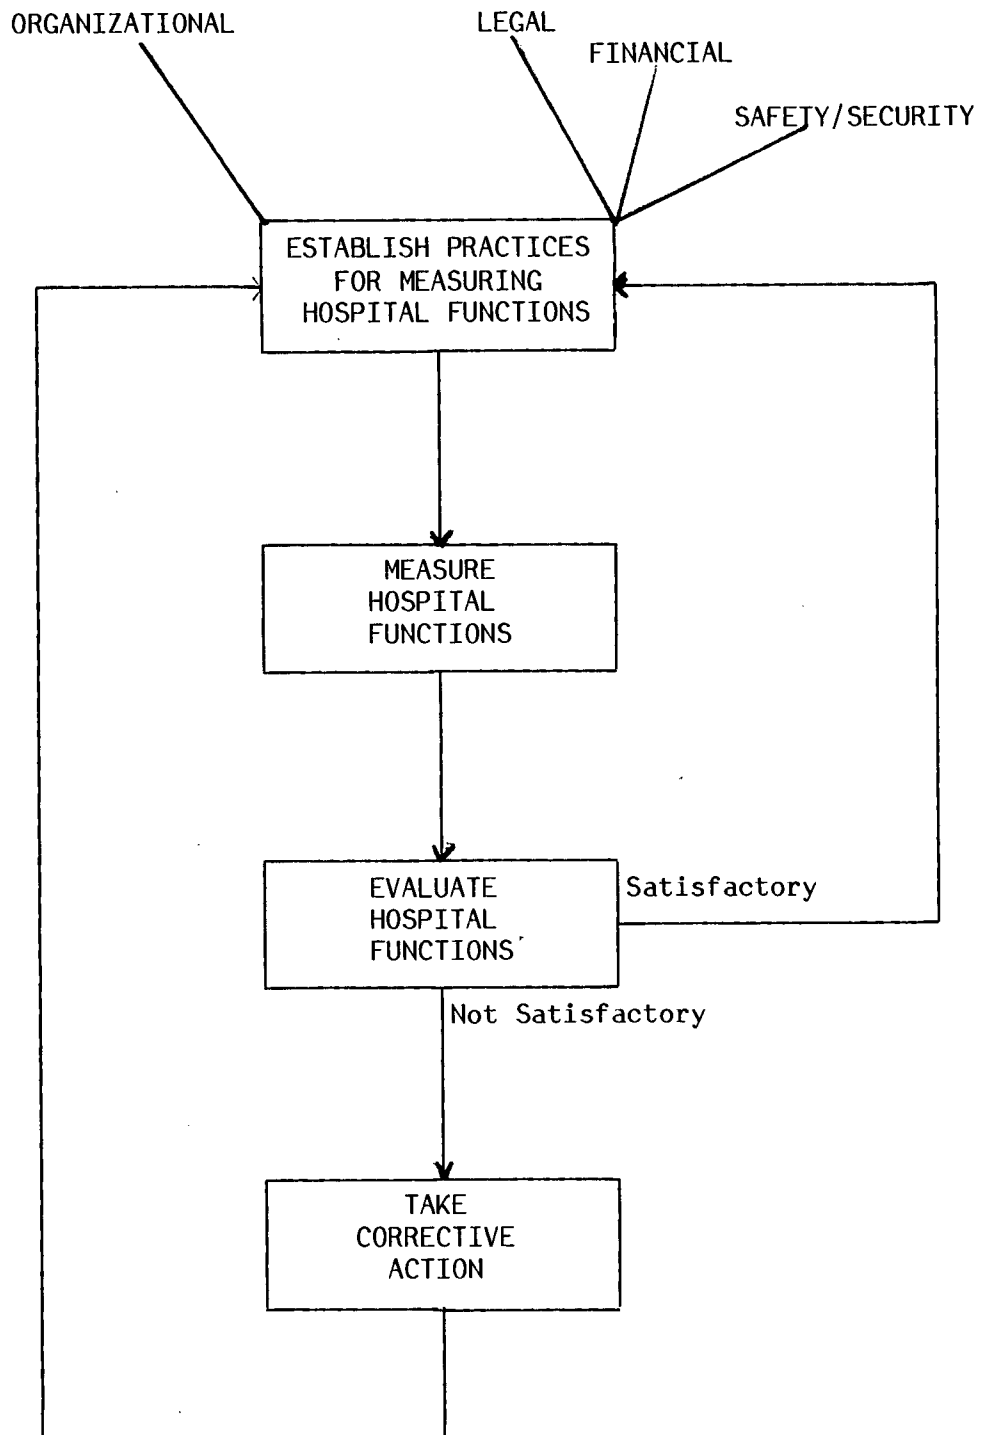 ORGANIZATIONAL
LEGAL
FINANCIAL
SAFETY/SECURITY
ESTABLISH PRACTICES
FOR MEASURING
HOSPITAL FUNCTIONS
MEASURE
HOSPITAL
FUNCTIONS
EVALUATE
HOSPITAL
FUNCTIONS
Satisfactory
Not Satisfactory
TAKE
CORRECTIVE
ACTION